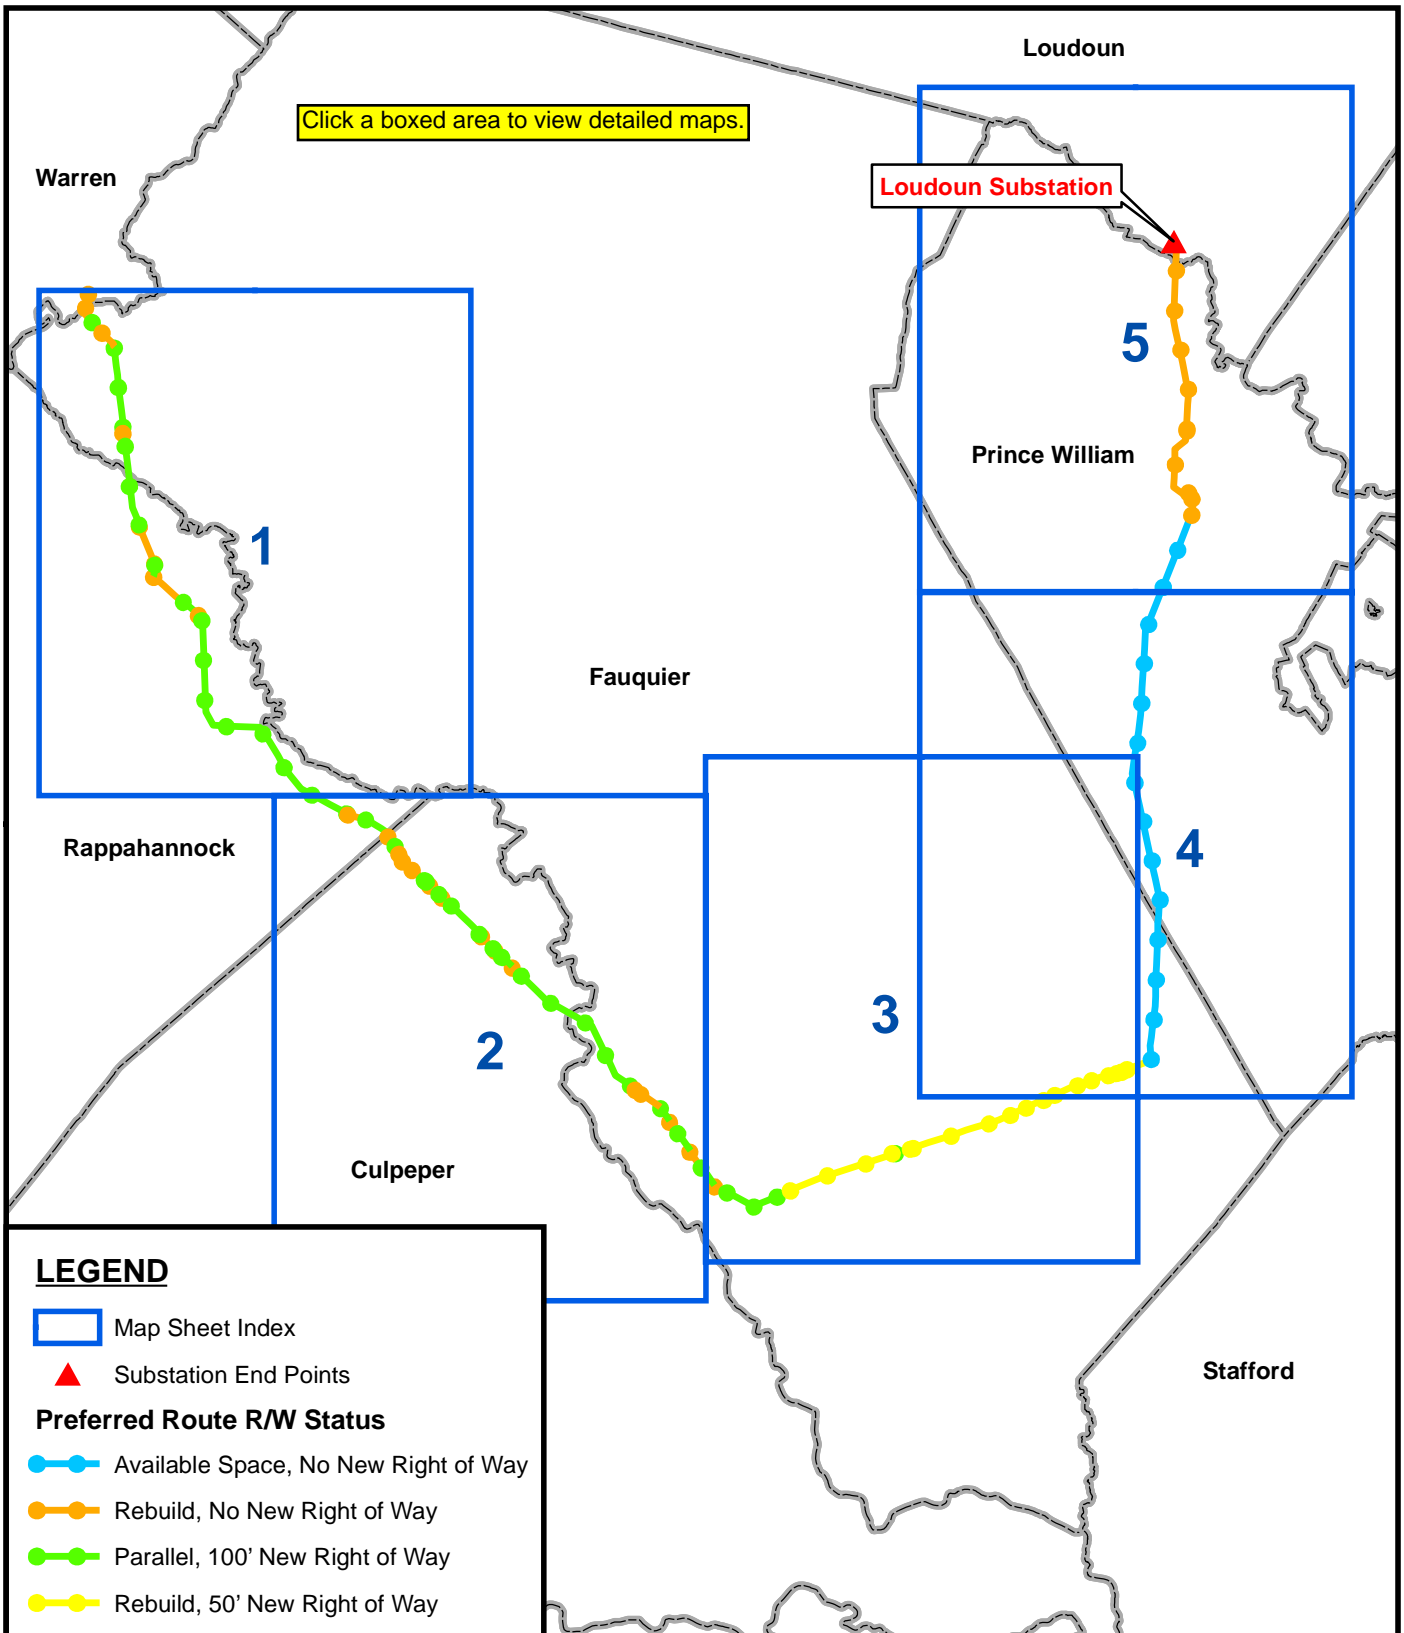 Loudoun
Click a boxed area to view detailed maps.
Warren
Loudoun Substation
5
Prince William
1
Fauquier
Rappahannock
4
3
2
Culpeper
LEGEND
Map Sheet Index
Substation End Points
Preferred Route R/W Status
Available Space, No New Right of Way
Rebuild, No New Right of Way
Parallel, 100' New Right of Way
Rebuild, 50' New Right of Way
Stafford